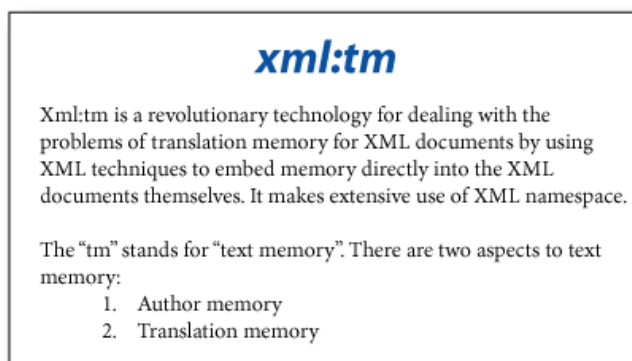 xml:tm
Xml:tm is a revolutionary technology for dealing with the
problems of translation memory for XML documents by using
XML techniques to embed memory directly into the XML
documents themselves. It makes extensive use of XML namespace.
The “tm” stands for “text memory”. There are two aspects to text
memory:
1. Author memory
2. Translation memory